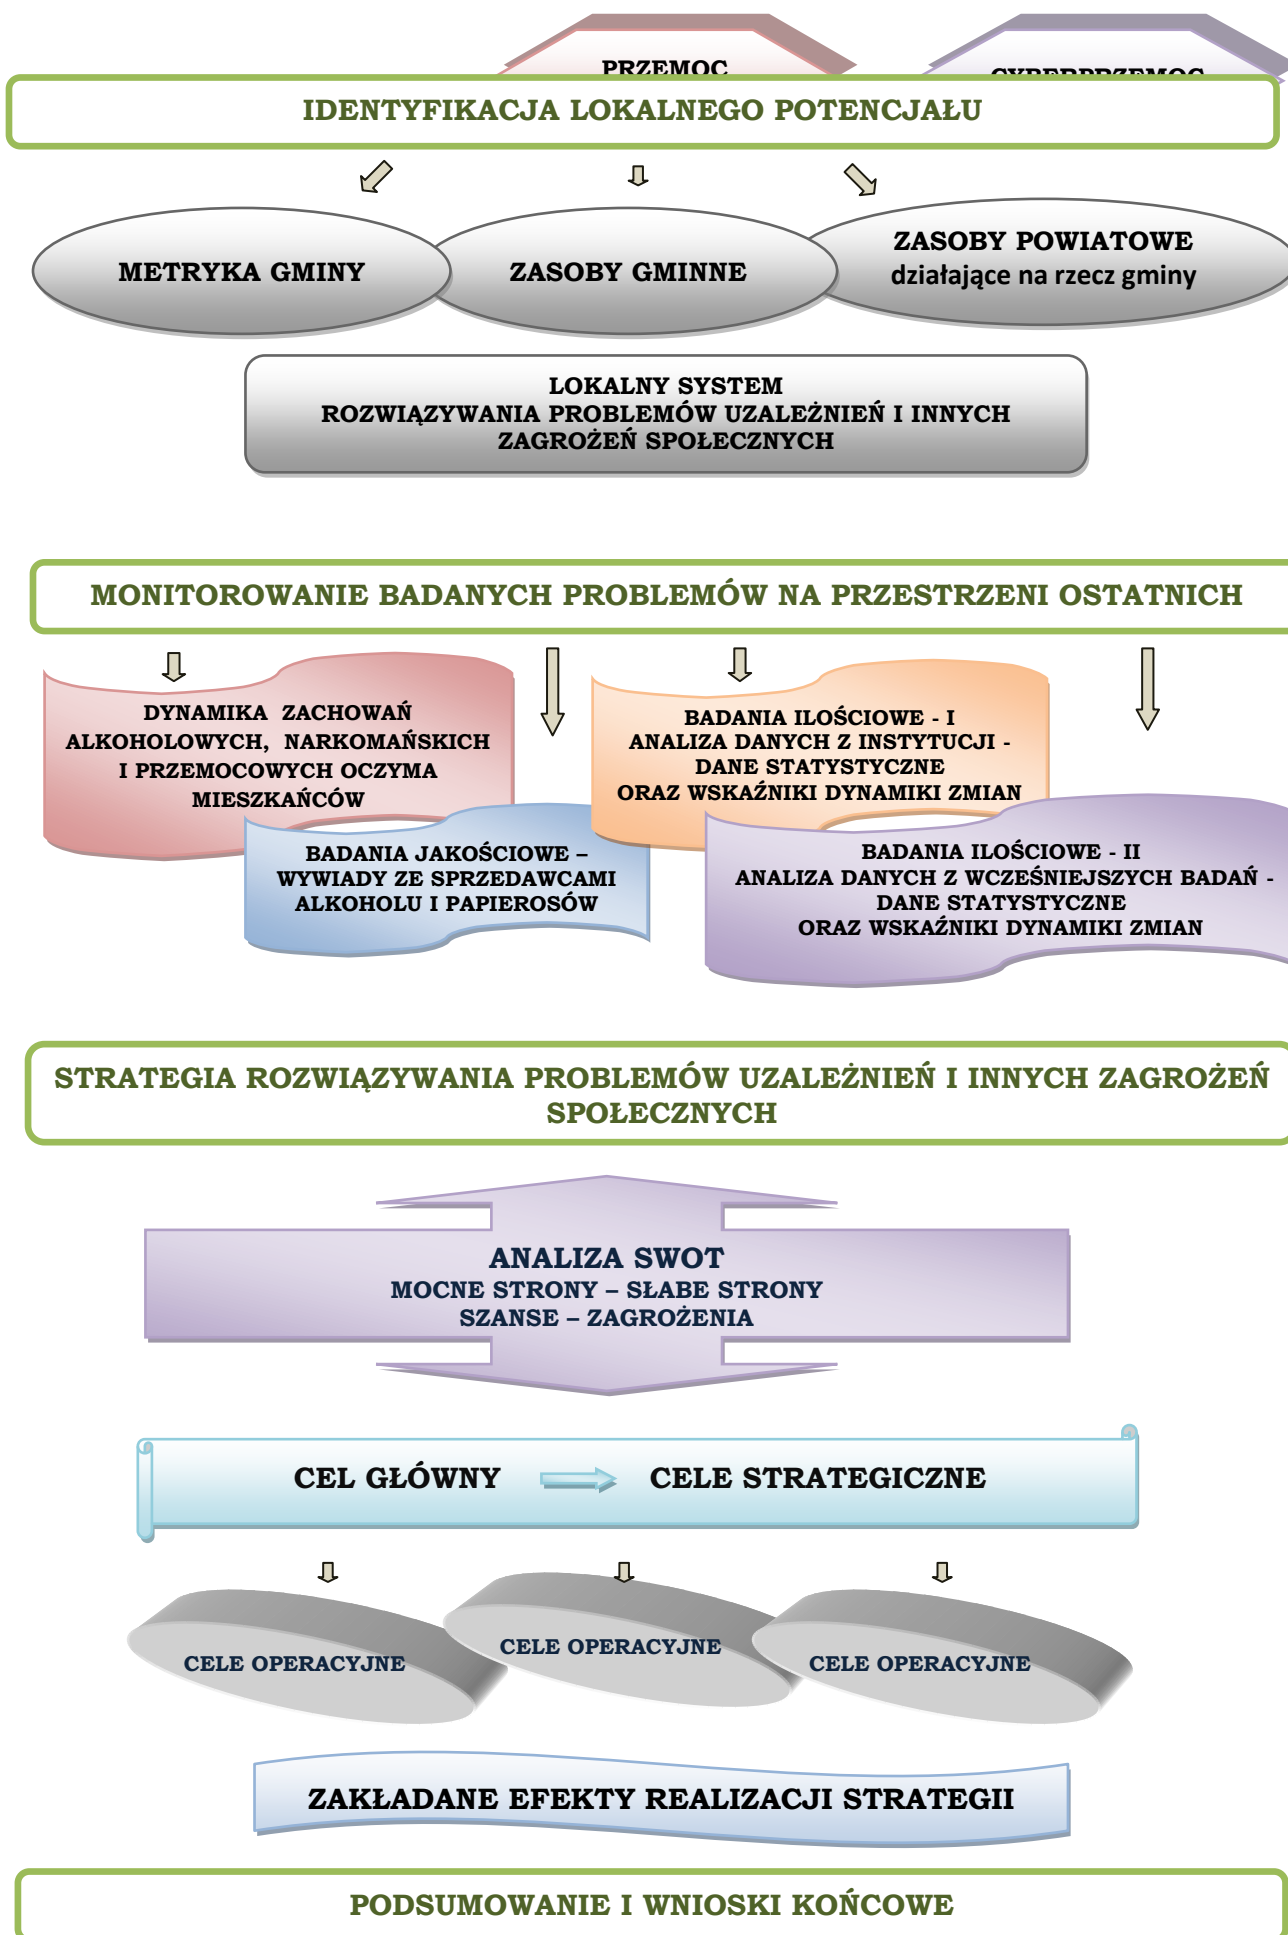 PRZEMOC
CYBERPRZEMOC
IDENTYFIKACJA LOKALNEGO POTENCJAŁU
METRYKA GMINY
ZASOBY GMINNE
ZASOBY POWIATOWE
działające na rzecz gminy
LOKALNY SYSTEM
ROZWIĄZYWANIA PROBLEMÓW UZALEŻNIEŃ I INNYCH
ZAGROŻEŃ SPOŁECZNYCH
MONITOROWANIE BADANYCH PROBLEMÓW NA PRZESTRZENI OSTATNICH
DYNAMIKA ZACHOWAŃ
ALKOHOLOWYCH, NARKOMAŃSKICH
I PRZEMOCOWYCH OCZYMA
MIESZKAŃCÓW
BADANIA JAKOŚCIOWE –
WYWIADY ZE SPRZEDAWCAMI
ALKOHOLU I PAPIEROSÓW
BADANIA ILOŚCIOWE - I
ANALIZA DANYCH Z INSTYTUCJI -
DANE STATYSTYCZNE
ORAZ WSKAŹNIKI DYNAMIKI ZMIAN
BADANIA ILOŚCIOWE - II
ANALIZA DANYCH Z WCZEŚNIEJSZYCH BADAŃ -
DANE STATYSTYCZNE
ORAZ WSKAŹNIKI DYNAMIKI ZMIAN
STRATEGIA ROZWIĄZYWANIA PROBLEMÓW UZALEŻNIEŃ I INNYCH ZAGROŻEŃ
SPOŁECZNYCH
ANALIZA SWOT
MOCNE STRONY – SŁABE STRONY
SZANSE – ZAGROŻENIA
CEL GŁÓWNY
CELE STRATEGICZNE
CELE OPERACYJNE
CELE OPERACYJNE
CELE OPERACYJNE
ZAKŁADANE EFEKTY REALIZACJI STRATEGII
PODSUMOWANIE I WNIOSKI KOŃCOWE